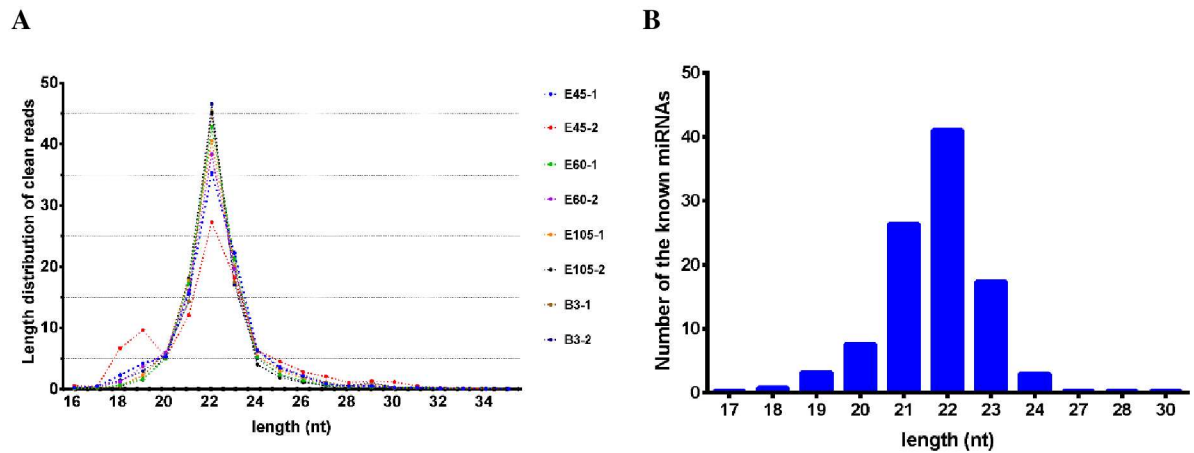 A
B
Length distribution of clean reads
50
40
30
20
10
0
16 18 20 22 24 26 28 30 32 34
length (nt)
E45-1
E45-2
E60-1
E60-2
E105-1
E105-2
B3-1
B3-2
Number of the known miRNAs
50
40
30
20
10
0
17 18 19 20 21 22 23 24 27 28 30
length (nt)